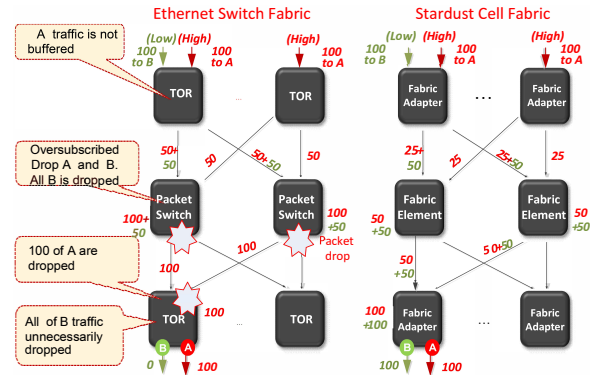 Ethernet Switch Fabric
Stardust Cell Fabric
A traffic is not
buffered
(Low)
(High)
100
to B
100
to A
(High)
100
to A
TOR
...
TOR
Oversubscribed
Drop A and B.
All B is dropped
50+
50
50
50+50
50
Packet
Switch
Packet
Switch
100+
50
100
+50
Packet
drop
100 of A are
dropped
100
100
All of B traffic
unnecessarily
dropped
TOR
100
...
TOR
B
A
0
100
(Low)
(High)
100
to B
100
to A
(High)
100
to A
Fabric
Adapter
...
Fabric
Adapter
25+
50
25
25+50
25
Fabric
Element
Fabric
Element
50
+50
50
+50
50
+50
50+50
Fabric
Adapter
100
+100
...
Fabric
Adapter
B
A
100
100